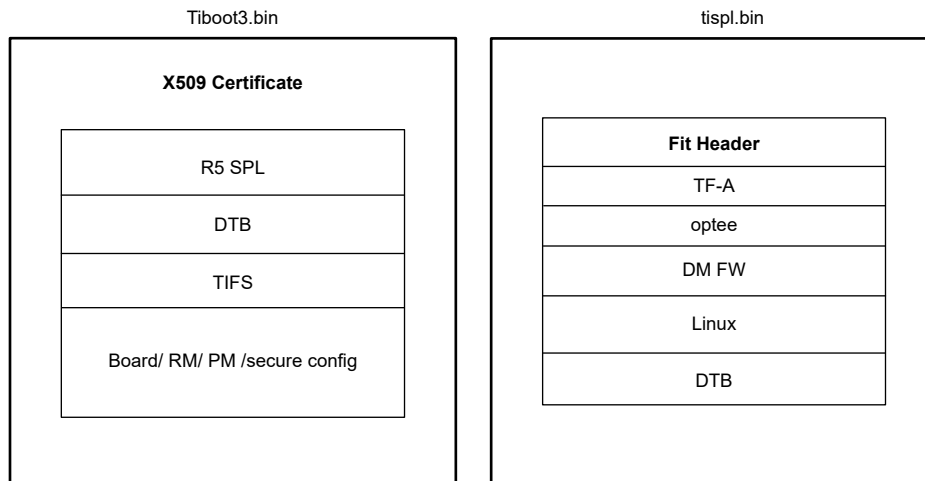 Tiboot3.bin
X509 Certificate
R5 SPL
DTB
TIFS
Board/ RM/ PM /secure config
tispl.bin
Fit Header
TF-A
optee
DM FW
Linux
DTB